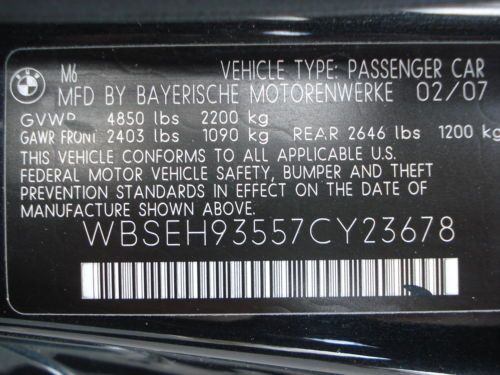 M6 VEHICLE TYPE: PASSENGER CAR
MFD BY BAYERISCHE MOTORENWERKE 02/07
GVWR 4850 lbs 2200 kg
GAWR FRONT 2403 lbs 1090 kg REAR 2646 lbs 1200 kg
THIS VEHICLE CONFORMS TO ALL APPLICABLE U.S.
FEDERAL MOTOR VEHICLE SAFETY, BUMPER AND THEFT
PREVENTION STANDARDS IN EFFECT ON THE DATE OF
MANUFACTURE SHOWN ABOVE.
WBSEH93557CY23678